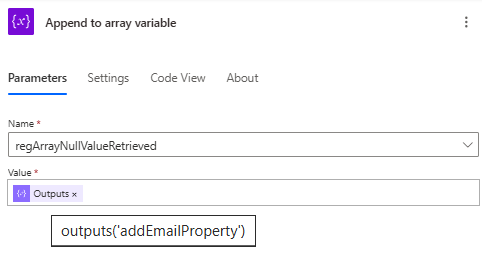 {x} Append to array variable
Parameters Settings Code View About
Name *
regArrayNullValueRetrieved
Value *
{x} Outputs ×
outputs('addEmailProperty')